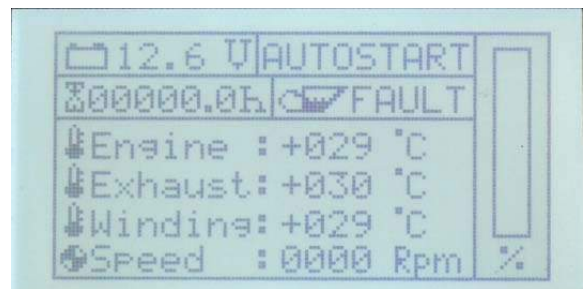 12.6 V AUTOSTART
00000.0h FAULT
Engine : +029 °C
Exhaust: +030 °C
Winding: +029 °C
Speed : 0000 Rpm %